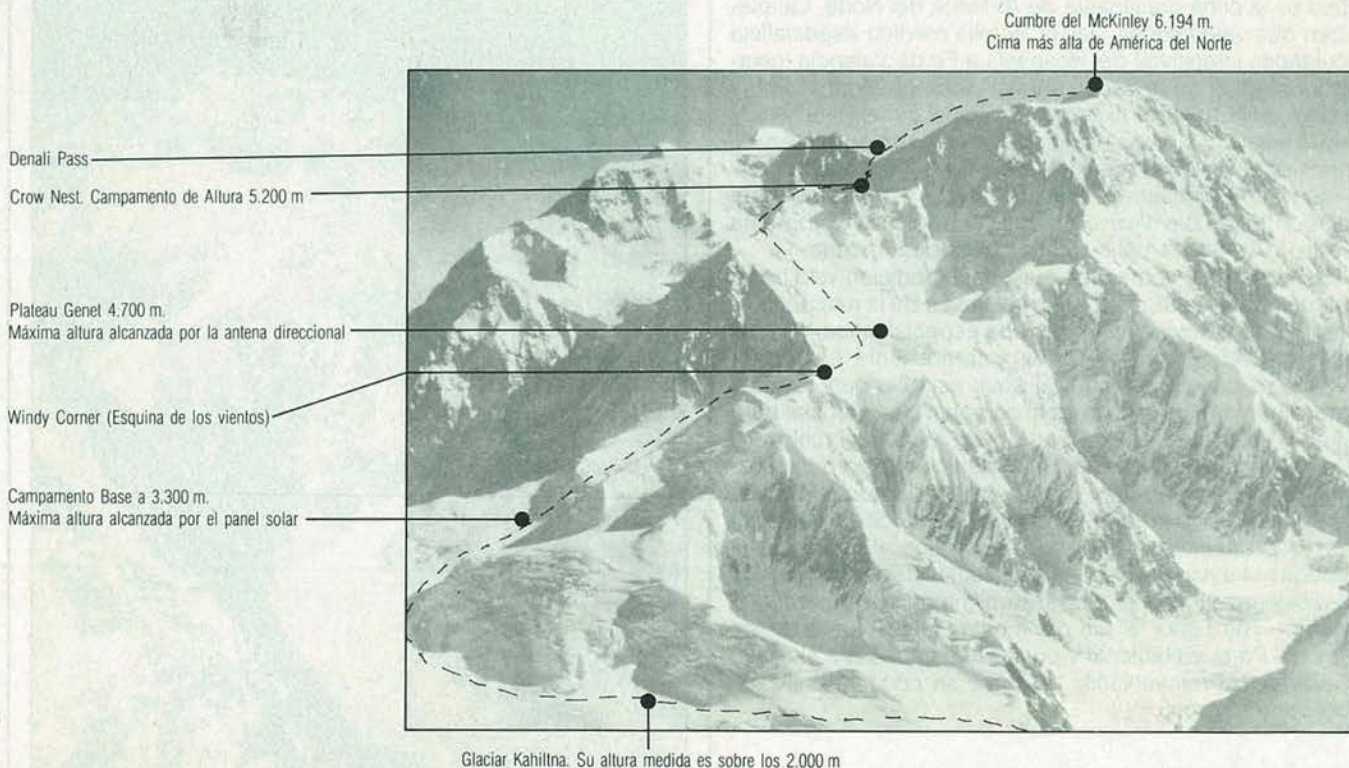 Cumbre del McKinley 6.194 m.
Cima más alta de América del Norte
Denali Pass
Crow Nest. Campamento de Altura 5.200 m
Plateau Genet 4.700 m.
Máxima altura alcanzada por la antena direccional
Windy Corner (Esquina de los vientos)
Campamento Base a 3.300 m.
Máxima altura alcanzada por el panel solar
Glaciar Kahiltna. Su altura medida es sobre los 2.000 m